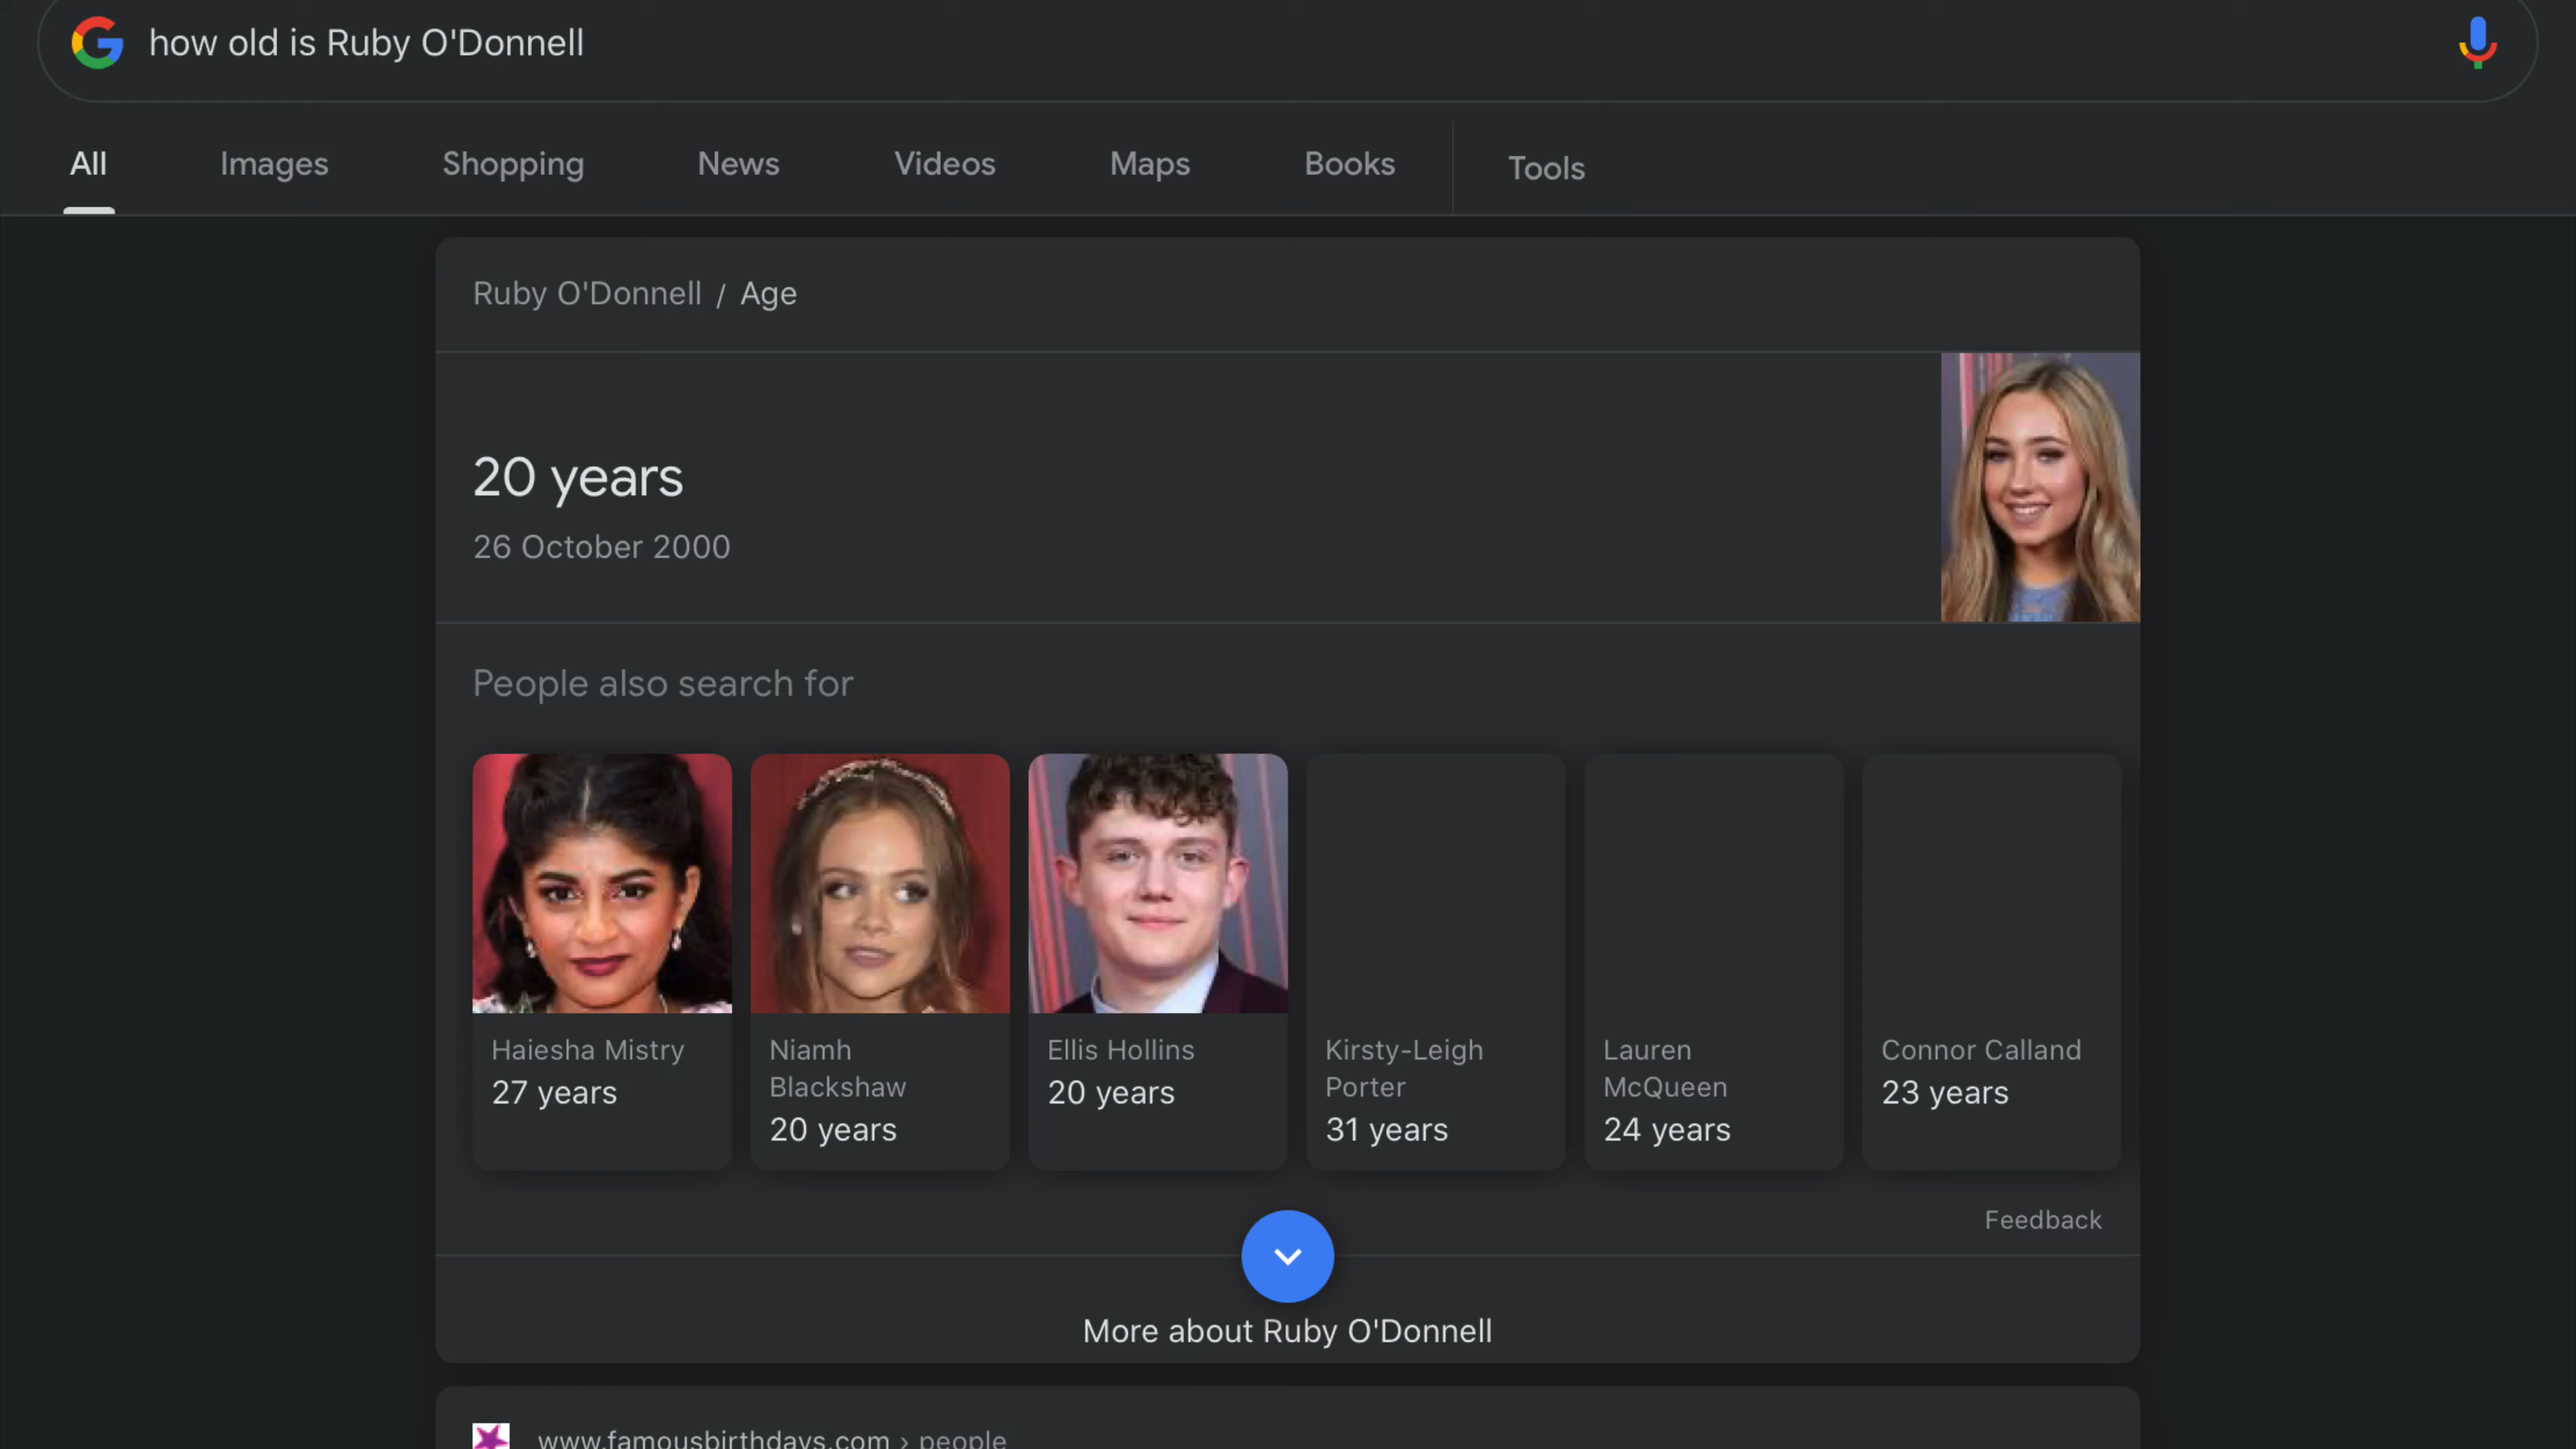 how old is Ruby O'Donnell
All Images Shopping News Videos Maps Books Tools
Ruby O'Donnell / Age
20 years
26 October 2000
People also search for
Haiesha Mistry
27 years
Niamh
Blackshaw
20 years
Ellis Hollins
20 years
Kirsty-Leigh
Porter
31 years
Lauren
McQueen
24 years
Connor Calland
23 years
Feedback
More about Ruby O'Donnell
www.famousbirthdays.com › people